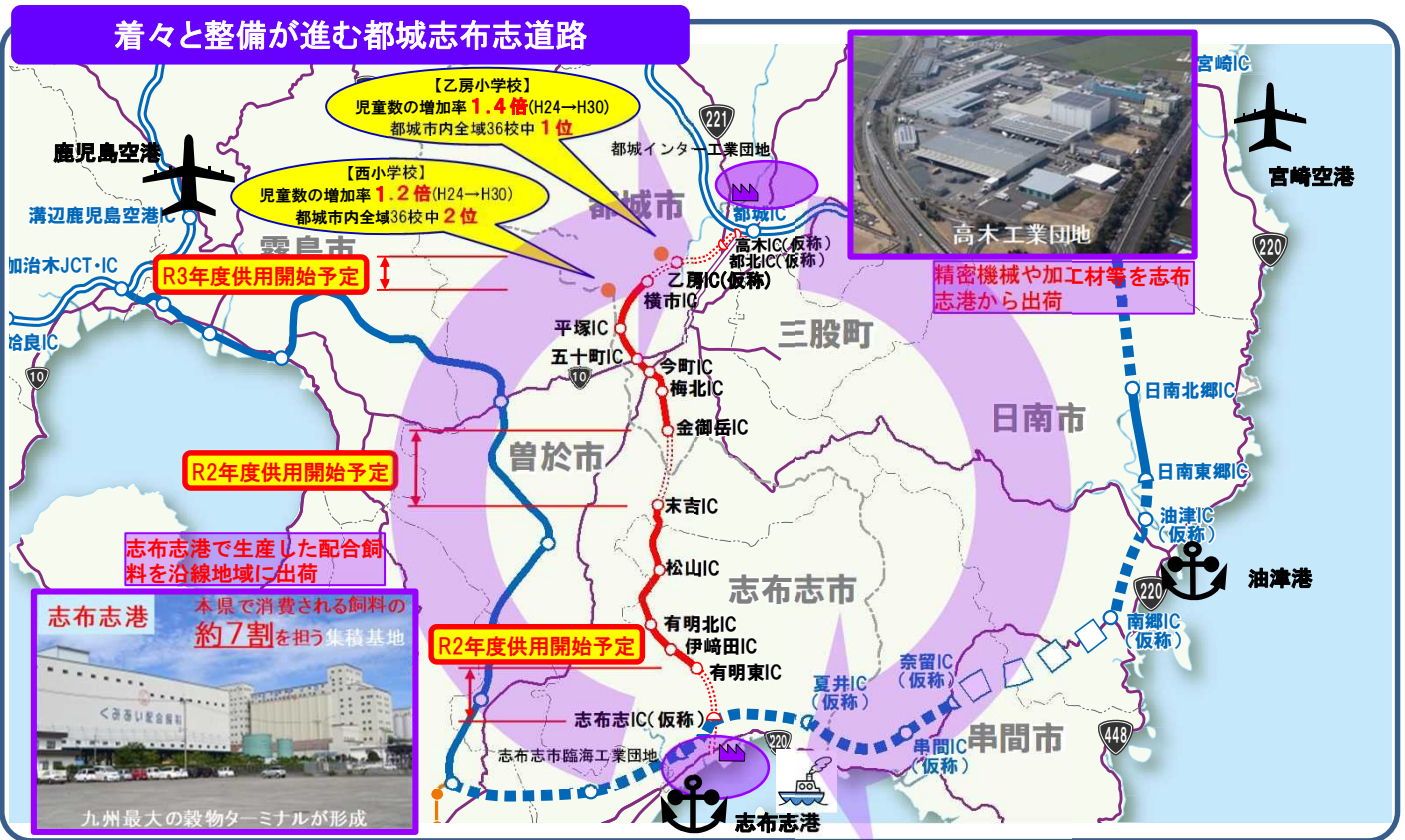 着々と整備が進む都城志布志道路
【乙房小学校】
児童数の増加率1.4倍(H24→H30)
都城市内全域36校中1位
【西小学校】
児童数の増加率1.2倍(H24→H30)
都城市内全域36校中2位
鹿児島空港
溝辺鹿児島空港IC
霧島市
加治木JCT・IC
姶良IC
10
R3年度供用開始予定
221
都城インター工業団地
都城市
都城IC
高木IC(仮称)
都北IC(仮称)
乙房IC(仮称)
横市IC
平塚IC
五十町IC
10
今町IC
梅北IC
金御岳IC
三股町
高木工業団地
精密機械や加工材等を志布
志港から出荷
宮崎IC
宮崎空港
220
日南市
日南北郷IC
日南東郷IC
油津IC
(仮称)
油津港
220
南郷IC
(仮称)
曽於市
R2年度供用開始予定
末吉IC
松山IC
志布志市
有明北IC
伊﨑田IC
有明東IC
R2年度供用開始予定
志布志IC(仮称)
志布志市臨海工業団地
220
志布志港
夏井IC
(仮称)
奈留IC
(仮称)
串間IC
(仮称)
串間市
448
志布志港で生産した配合飼
料を沿線地域に出荷
志布志港
本県で消費される飼料の
約7割を担う集積基地
くみあい配合飼料
九州最大の穀物ターミナルが形成